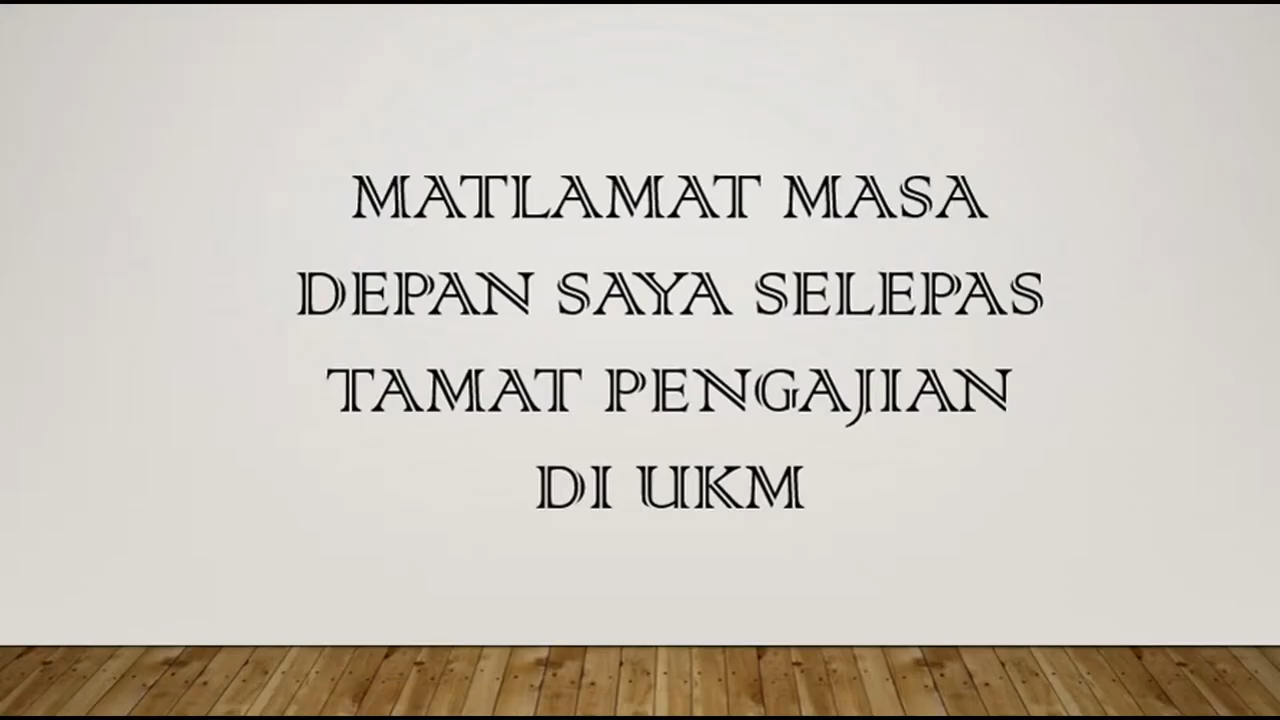 MATLAMAT MASA
DEPAN SAYA SELEPAS
TAMAT PENGAJIAN
DI UKM